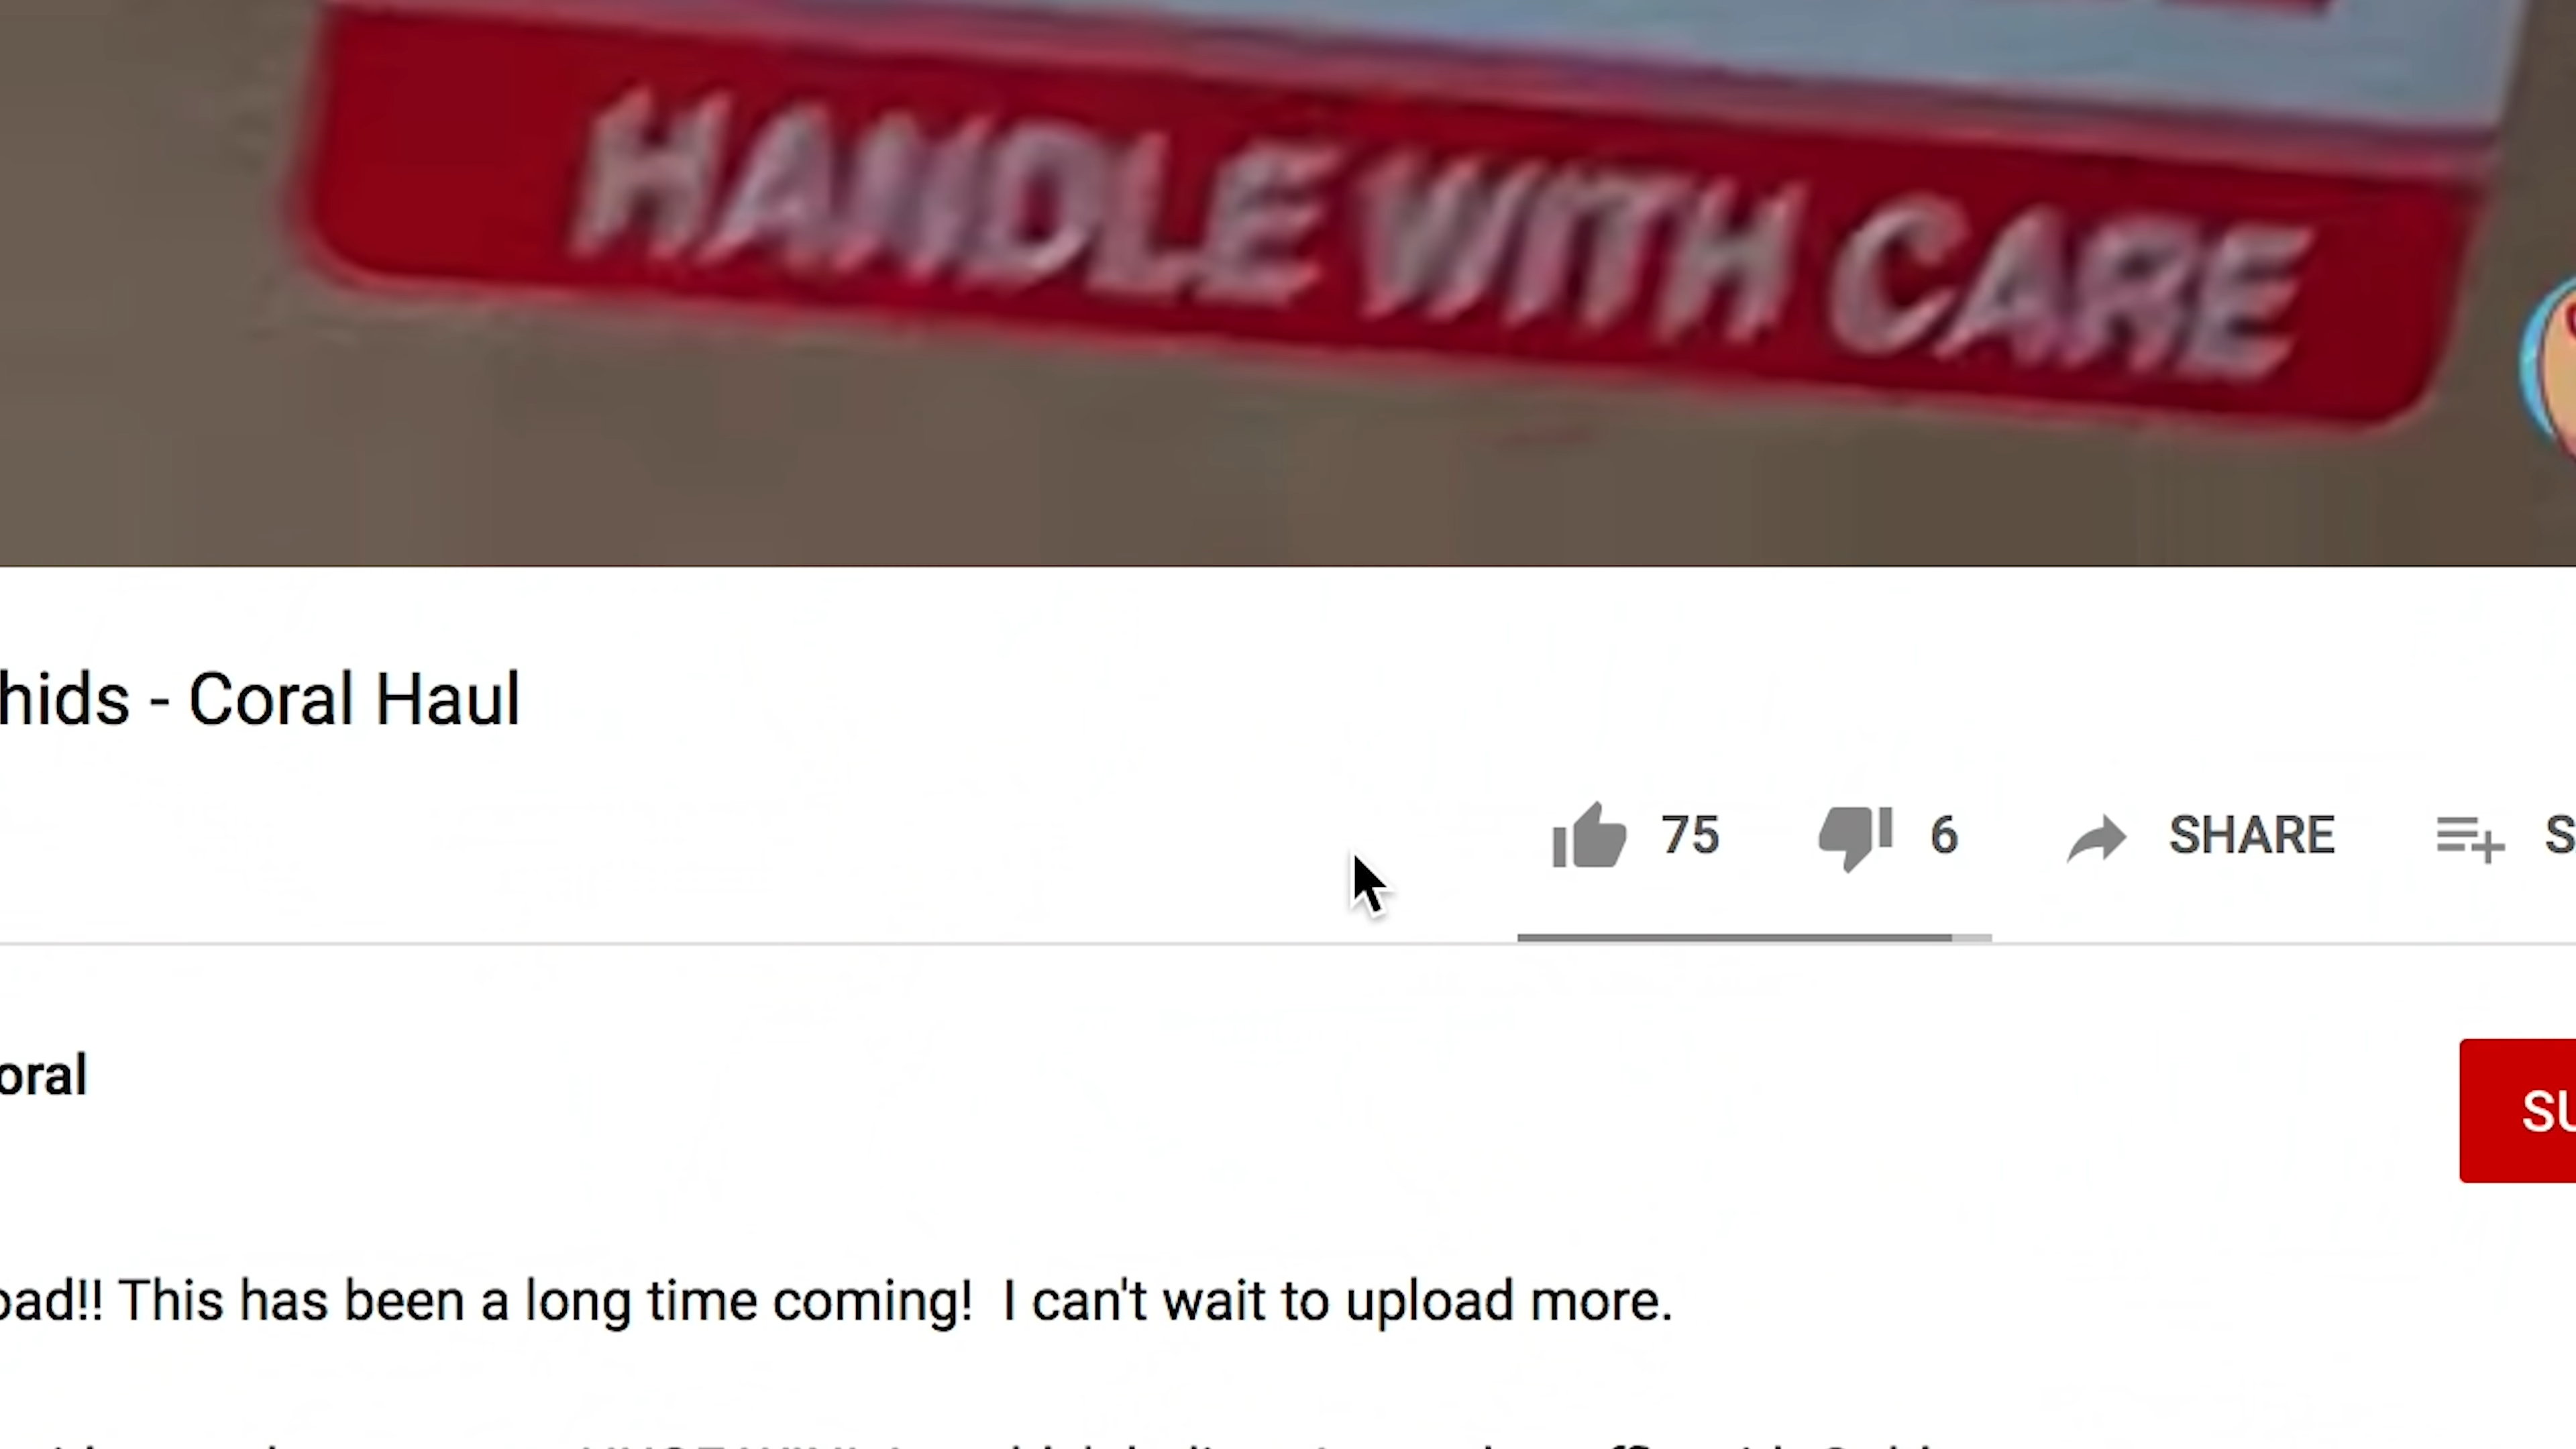 HANDLE WITH CARE
hids - Coral Haul
75 6 SHARE S
oral
SU
oad!! This has been a long time coming! I can't wait to upload more.